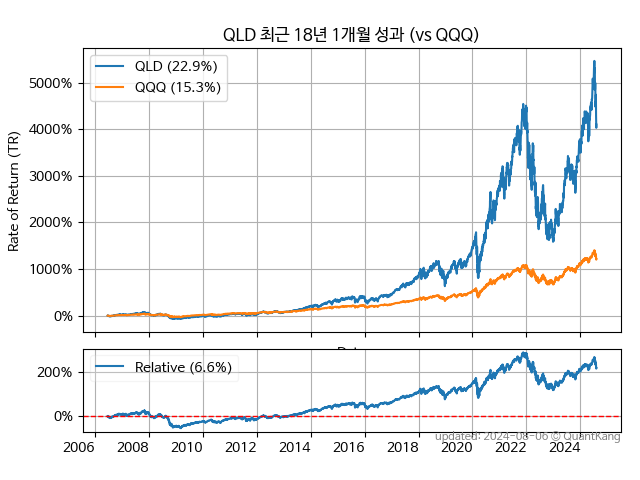 QLD 최근 18년 1개월 성과 (vs QQQ)
QLD (22.9%)
QQQ (15.3%)
Rate of Return (TR)
5000%
4000%
3000%
2000%
1000%
0%
Relative (6.6%)
200%
0%
2006 2008 2010 2012 2014 2016 2018 2020 2022 2024
updated: 2024-08-06 © QuantKang